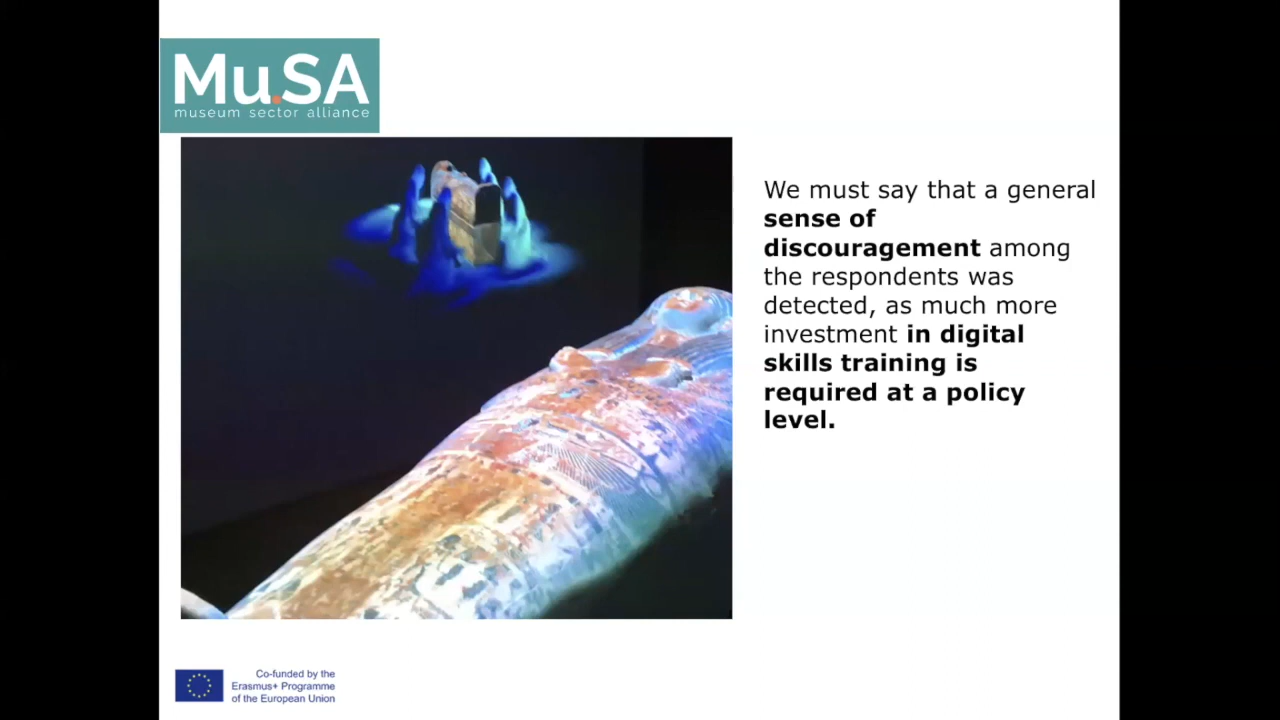 Mu.SA
museum sector alliance
We must say that a general
sense of
discouragement among
the respondents was
detected, as much more
investment in digital
skills training is
required at a policy
level.
Co-funded by the
Erasmus+ Programme
of the European Union